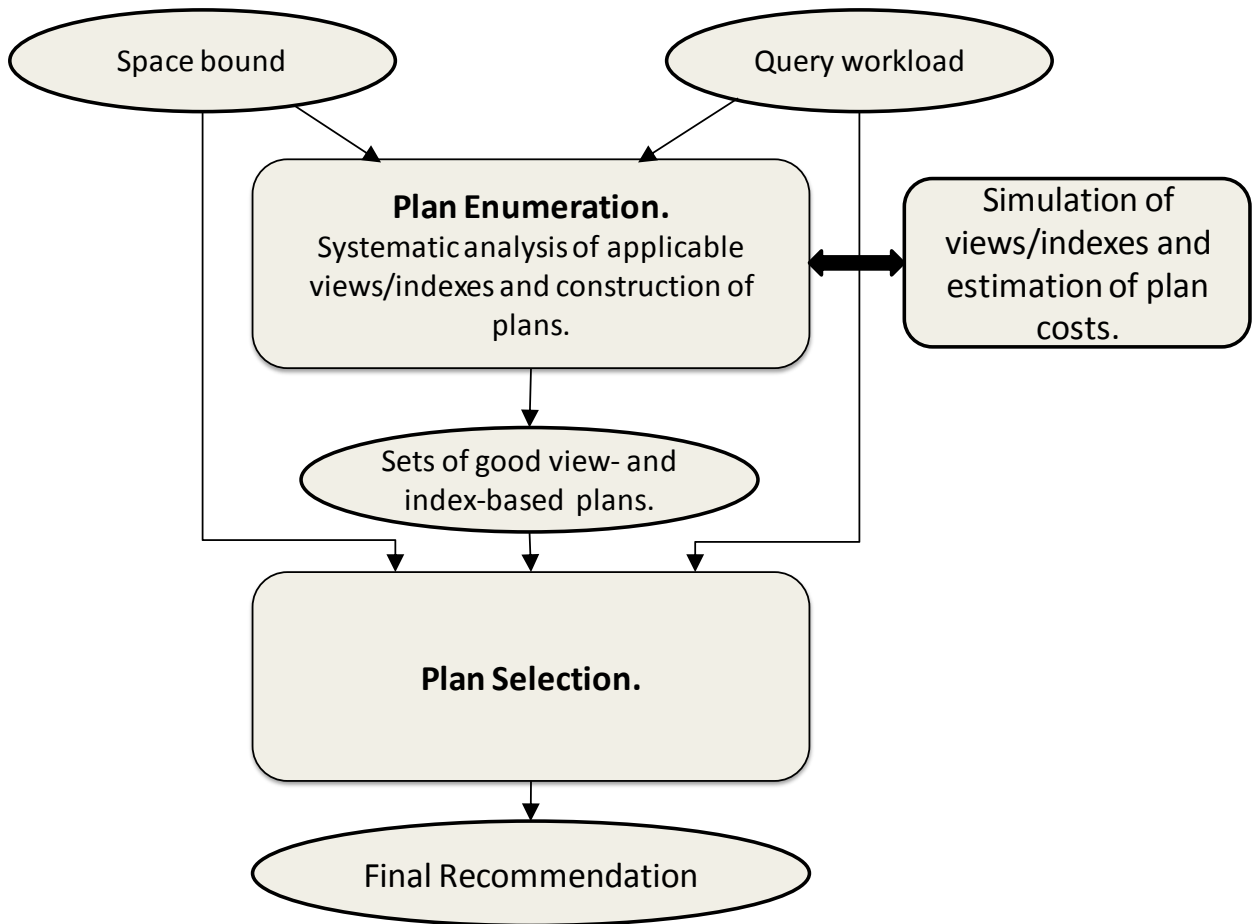 Space bound
Query workload
Plan Enumeration.
Systematic analysis of applicable
views/indexes and construction of
plans.
Simulation of
views/indexes and
estimation of plan
costs.
Sets of good view- and
index-based plans.
Plan Selection.
Final Recommendation